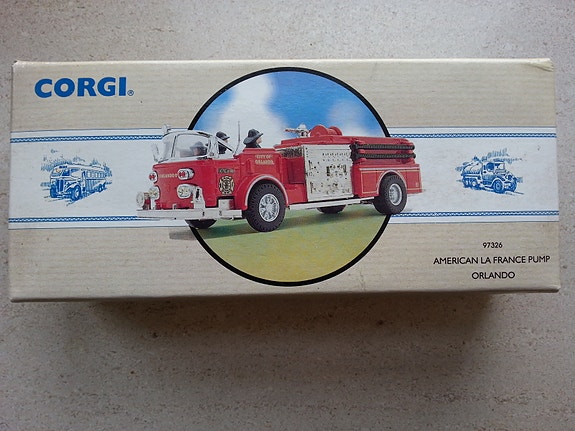 CORGI®
97326
AMERICAN LA FRANCE PUMP
ORLANDO